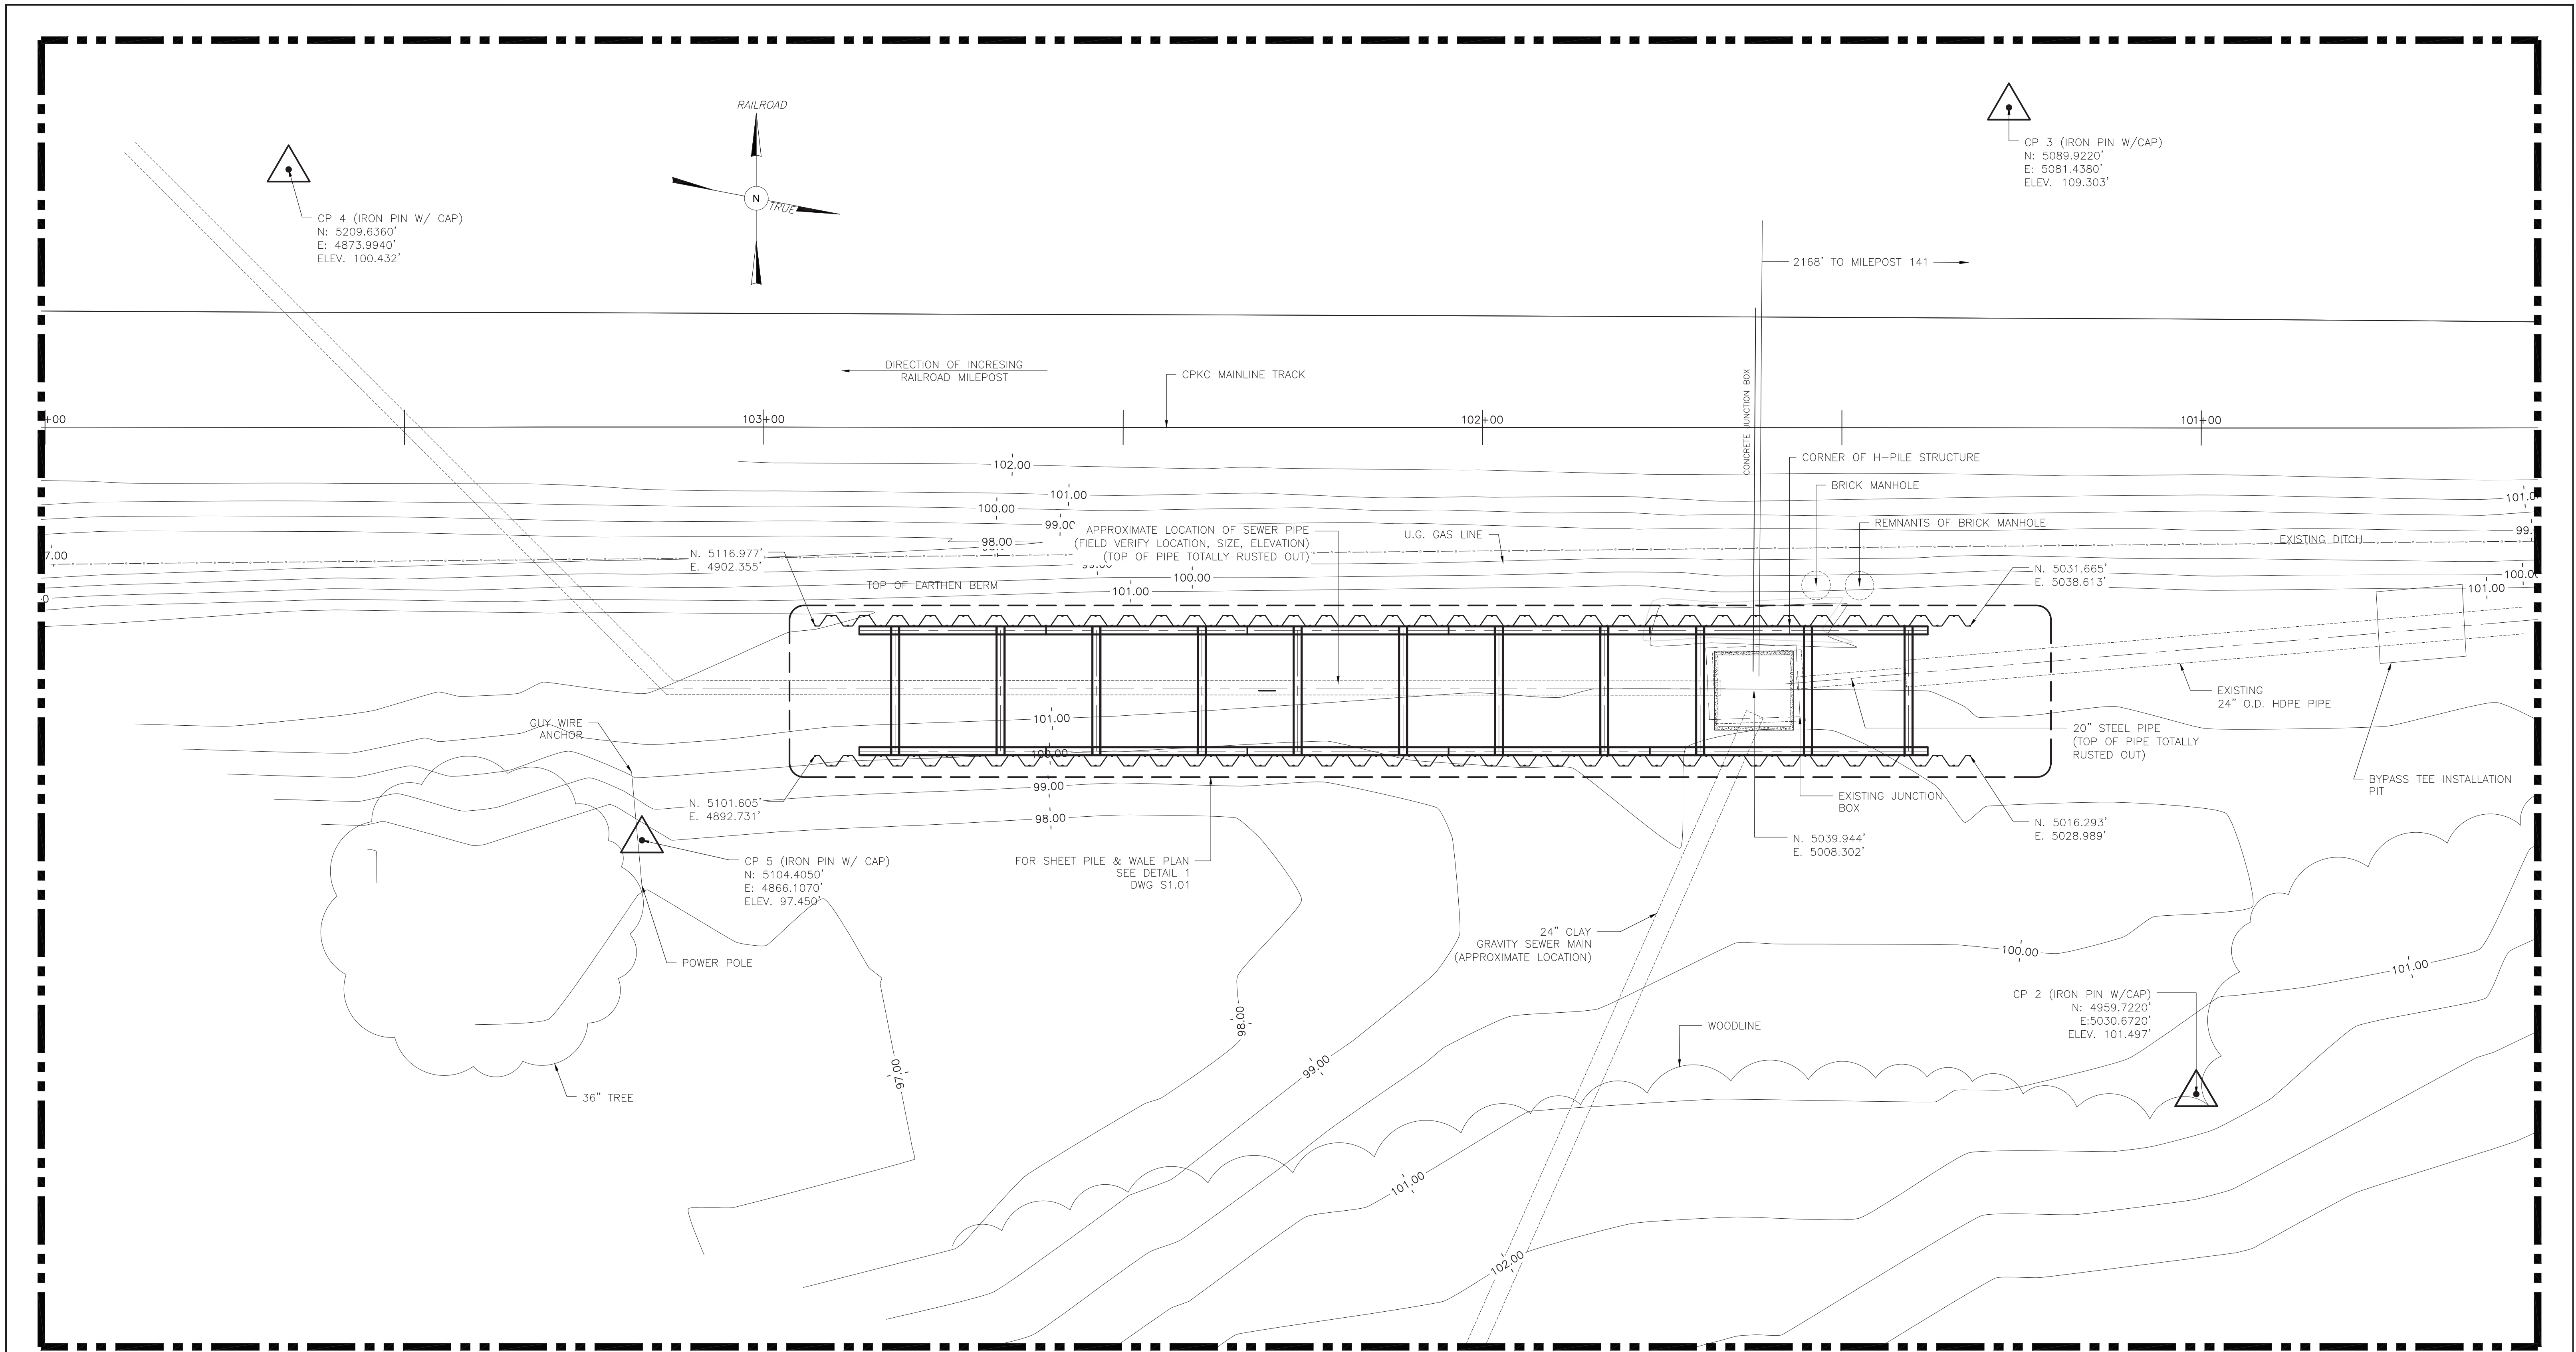 RAILROAD
N
TRUE
CP 3 (IRON PIN W/CAP)
N: 5089.9220'
E: 5081.4380'
ELEV. 109.303'
CP 4 (IRON PIN W/ CAP)
N: 5209.6360'
E: 4873.9940'
ELEV. 100.432'
2168' TO MILEPOST 141
DIRECTION OF INCRESING
RAILROAD MILEPOST
CPKC MAINLINE TRACK
CONCRETE JUNCTION BOX
+00
103+00
102+00
101+00
102.00
CORNER OF H-PILE STRUCTURE
BRICK MANHOLE
101.00
101.0
100.00
99.00
REMNANTS OF BRICK MANHOLE
APPROXIMATE LOCATION OF SEWER PIPE
(FIELD VERIFY LOCATION, SIZE, ELEVATION)
(TOP OF PIPE TOTALLY RUSTED OUT)
U.G. GAS LINE
99.
98.00
EXISTING DITCH
7.00
N. 5116.977'
E. 4902.355'
N. 5031.665'
E. 5038.613'
100.00
100.0
TOP OF EARTHEN BERM
101.00
101.00
0
EXISTING
24" O.D. HDPE PIPE
101.00
GUY WIRE
ANCHOR
20" STEEL PIPE
(TOP OF PIPE TOTALLY
RUSTED OUT)
100.00
99.00
BYPASS TEE INSTALLATION
PIT
N. 5101.605'
E. 4892.731'
EXISTING JUNCTION
BOX
98.00
N. 5016.293'
E. 5028.989'
N. 5039.944'
E. 5008.302'
CP 5 (IRON PIN W/ CAP)
N: 5104.4050'
E: 4866.1070'
ELEV. 97.450'
FOR SHEET PILE & WALE PLAN
SEE DETAIL 1
DWG S1.01
24" CLAY
GRAVITY SEWER MAIN
(APPROXIMATE LOCATION)
100.00
POWER POLE
101.00
CP 2 (IRON PIN W/CAP)
N: 4959.7220'
E:5030.6720'
ELEV. 101.497'
98.00
WOODLINE
97.00
99.00
36" TREE
101.00
102.00